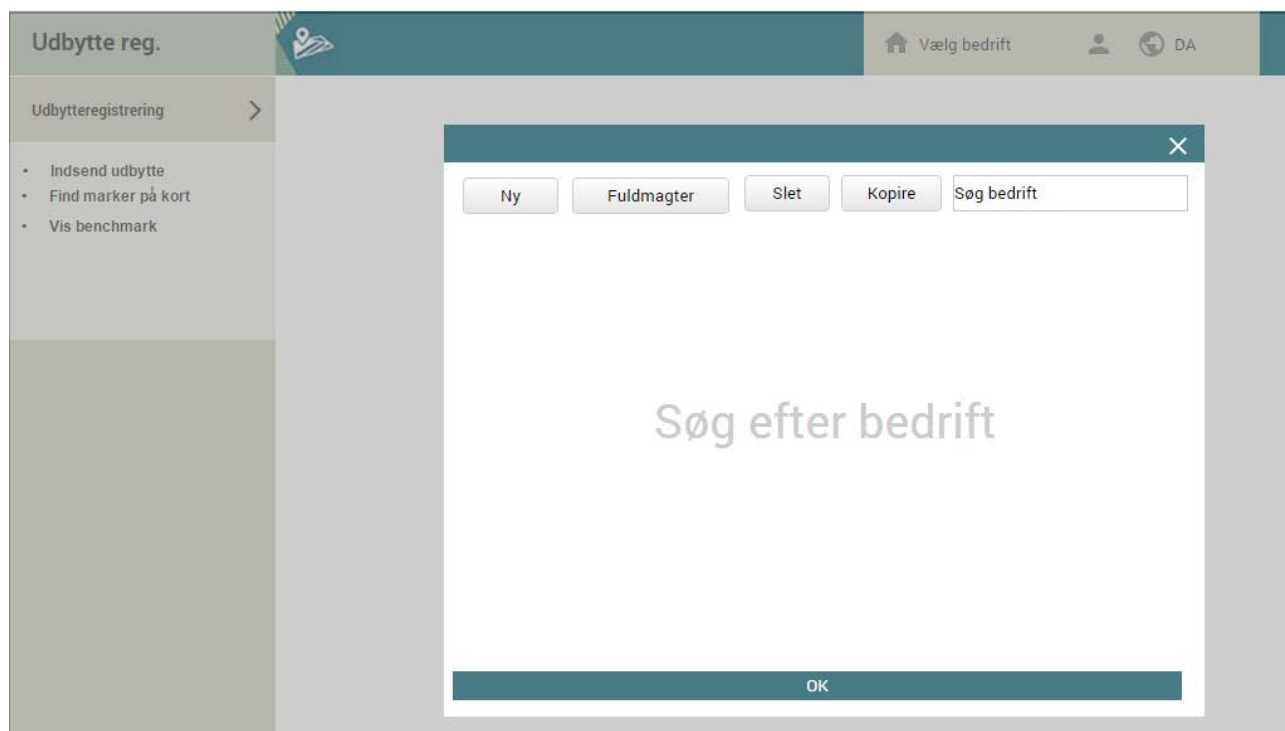 Udbytte reg.
Vælg bedrift
DA
Udbytteregistrering
• Indsend udbytte
• Find marker på kort
• Vis benchmark
Ny
Fuldmagter
Slet
Kopire
Søg bedrift
Søg efter bedrift
OK